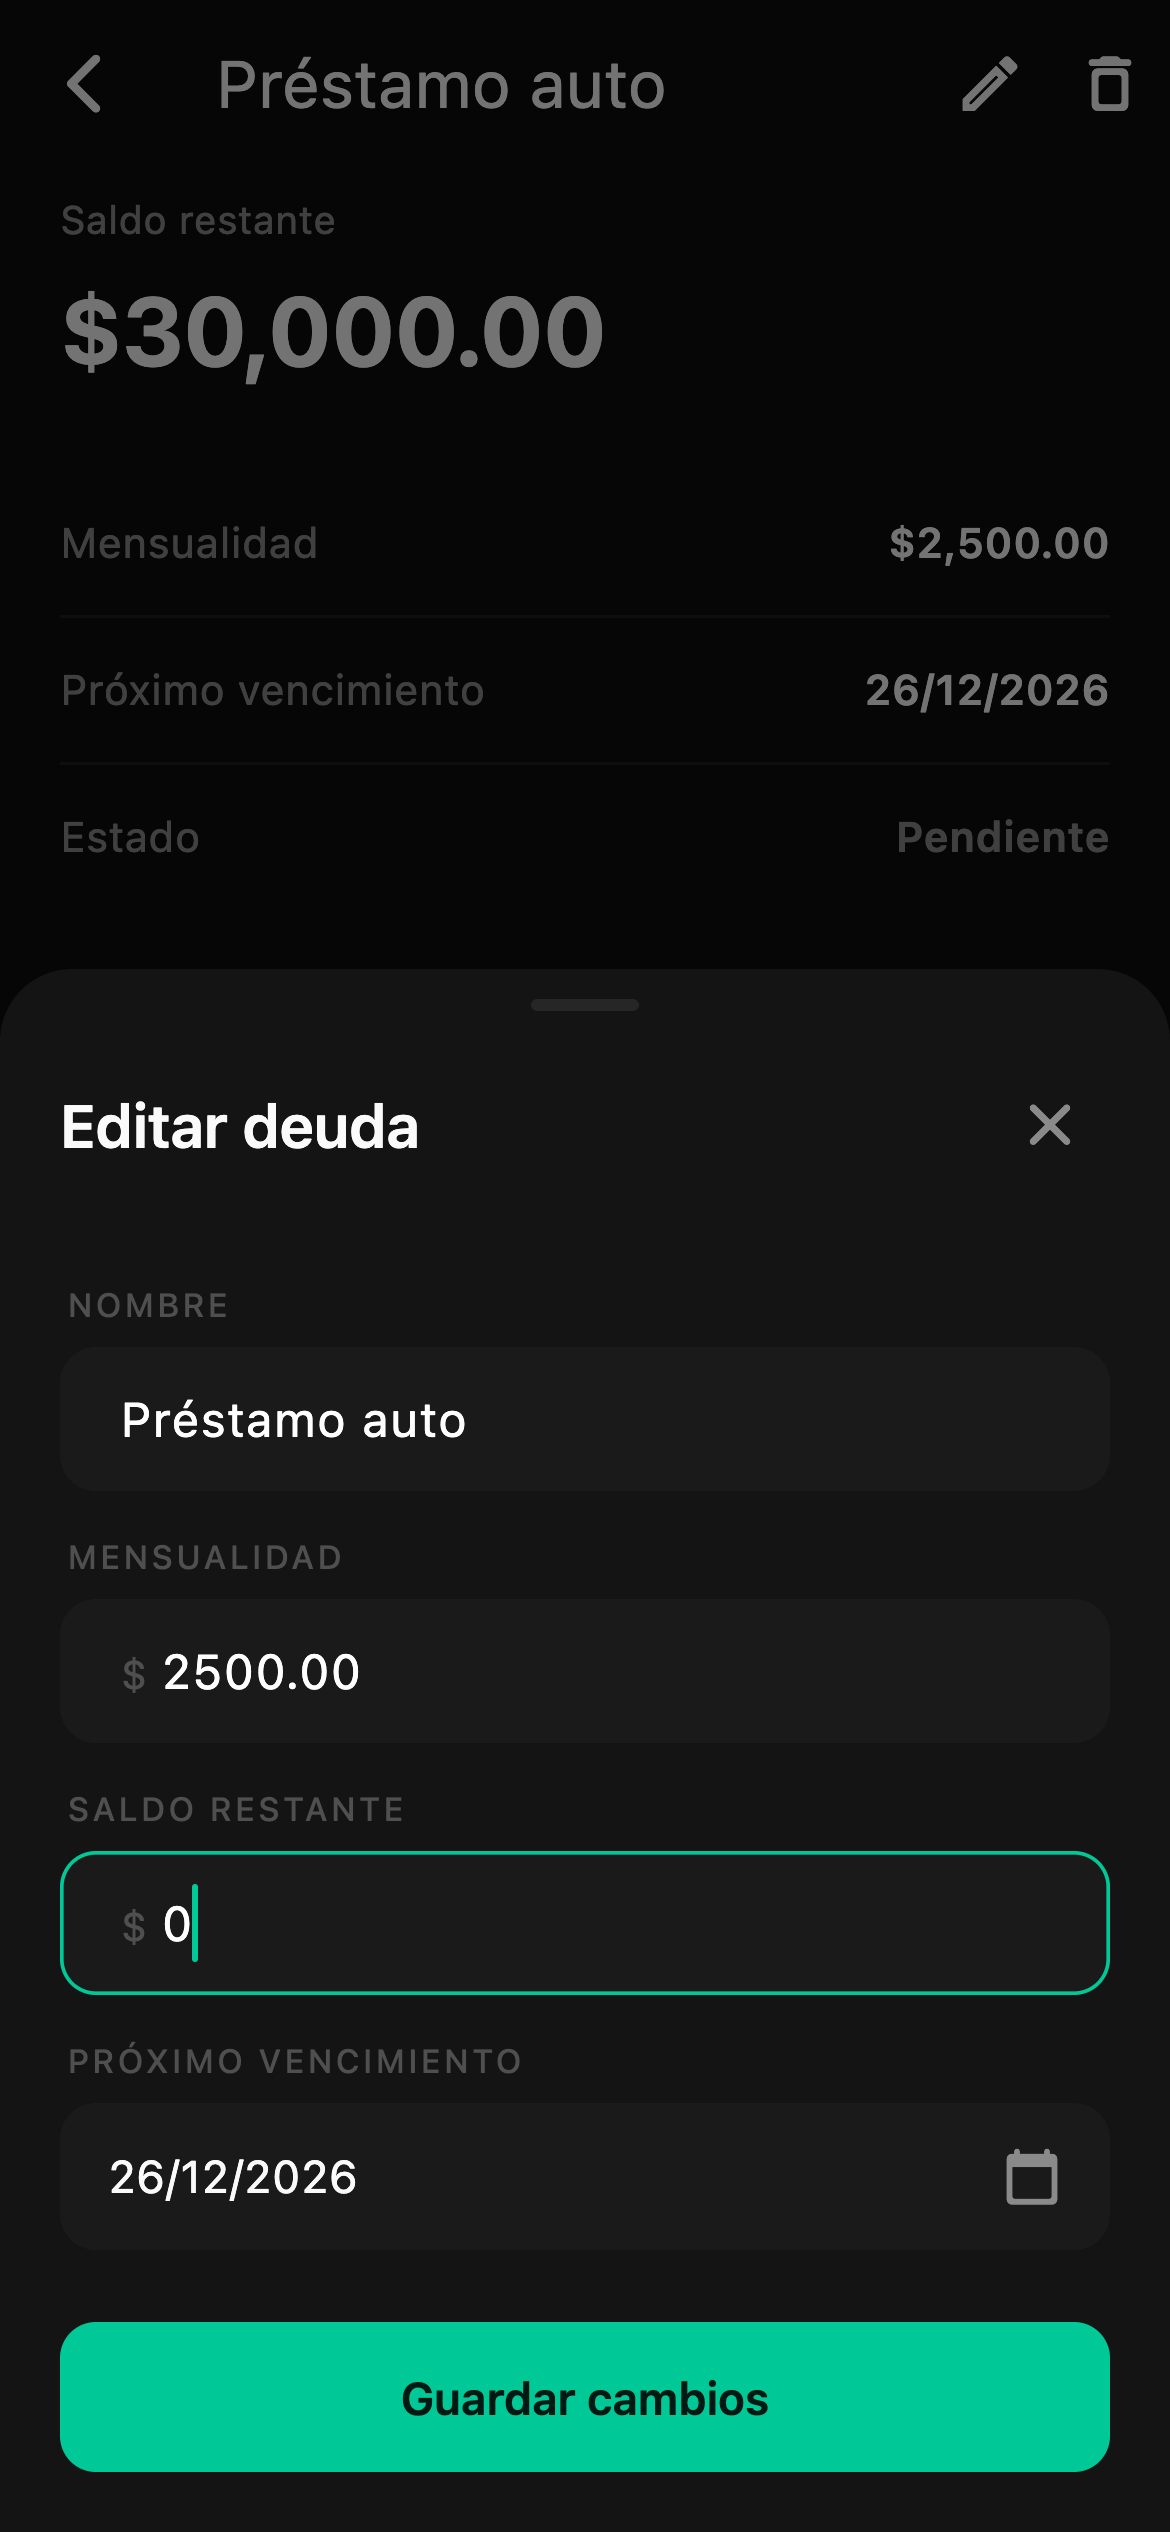 Préstamo auto
Saldo restante
$30,000.00
Mensualidad $2,500.00
Próximo vencimiento 26/12/2026
Estado Pendiente
Editar deuda
NOMBRE
Préstamo auto
MENSUALIDAD
$ 2500.00
SALDO RESTANTE
$ 0
PRÓXIMO VENCIMIENTO
26/12/2026
Guardar cambios